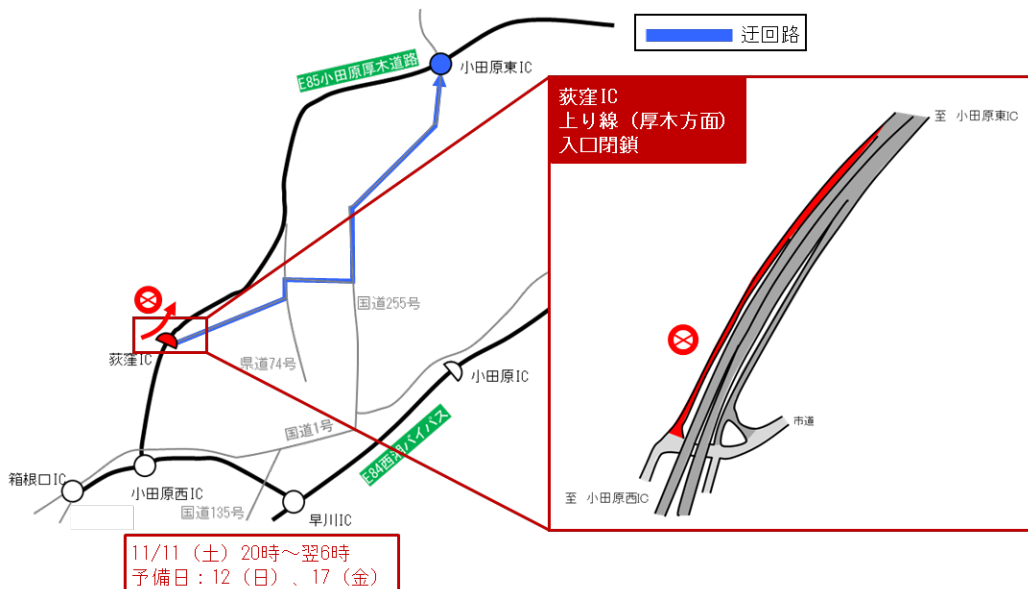 迂回路
E85小田原厚木道路
小田原東IC
荻窪IC
上り線（厚木方面）
入口閉鎖
至 小田原東IC
国道255号
荻窪IC
県道74号
小田原IC
国道1号
E84西湘バイパス
市道
箱根口IC
小田原西IC
至 小田原西IC
国道135号
早川IC
11/11（土）20時～翌6時
予備日：12（日）、17（金）